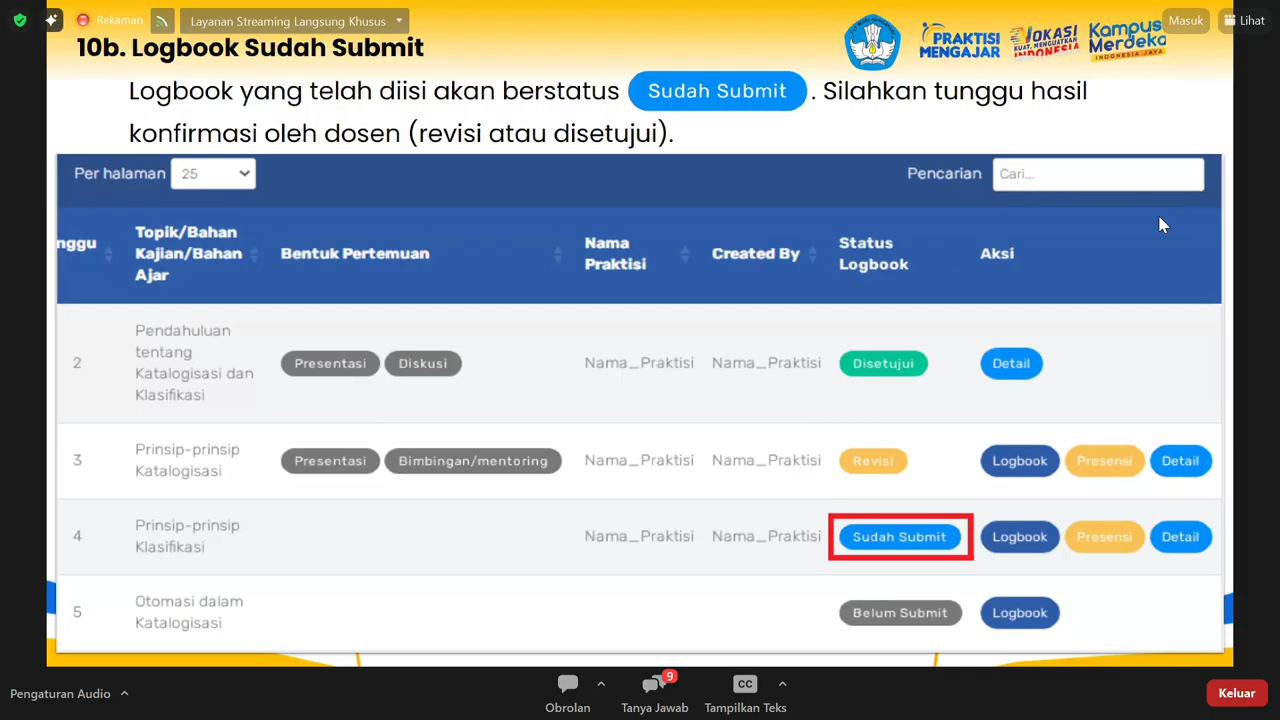 Rekaman
Layanan Streaming Langsung Khusus
Masuk
Lihat
10b. Logbook Sudah Submit
PRAKTISI
MENGAJAR
VOKASI
KUAT, MENGUATKAN
INDONESIA
Kampus
Merdeka
INDONESIA JAYA
Logbook yang telah diisi akan berstatus Sudah Submit . Silahkan tunggu hasil
konfirmasi oleh dosen (revisi atau disetujui).
Per halaman 25
Pencarian Cari...
nggu
Topik/Bahan
Kajian/Bahan
Ajar
Bentuk Pertemuan
Nama
Praktisi
Created By
Status
Logbook
Aksi
2
Pendahuluan
tentang
Katalogisasi dan
Klasifikasi
Presentasi Diskusi
Nama_Praktisi
Nama_Praktisi
Disetujui
Detail
3
Prinsip-prinsip
Katalogisasi
Presentasi Bimbingan/mentoring
Nama_Praktisi
Nama_Praktisi
Revisi
Logbook Presensi Detail
4
Prinsip-prinsip
Klasifikasi
Nama_Praktisi
Nama_Praktisi
Sudah Submit
Logbook Presensi Detail
5
Otomasi dalam
Katalogisasi
Belum Submit
Logbook
Pengaturan Audio
Obrolan
9
Tanya Jawab
CC
Tampilkan Teks
Keluar